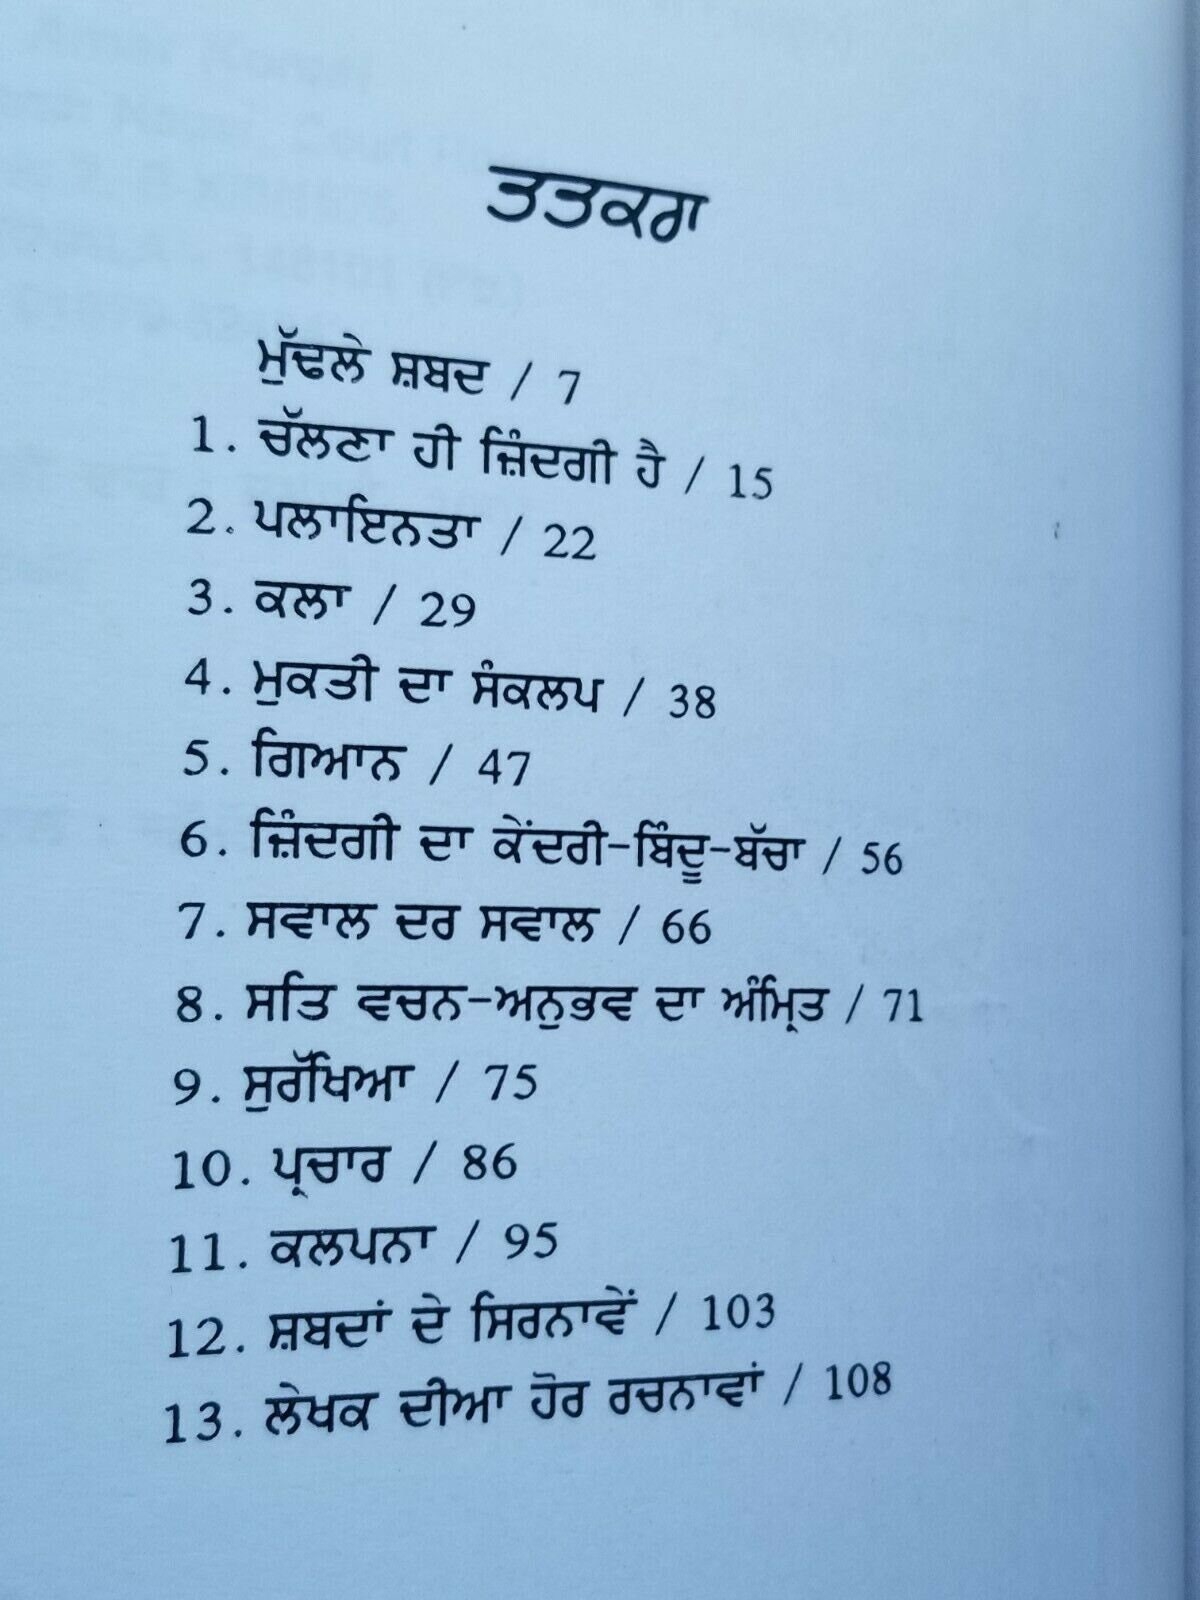 ਤਤਕਰਾ
ਮੁੱਢਲੇ ਸ਼ਬਦ / 7
1. ਚੱਲਣਾ ਹੀ ਜ਼ਿੰਦਗੀ ਹੈ / 15
2. ਪਲਾਇਨਤਾ / 22
3. ਕਲਾ / 29
4. ਮੁਕਤੀ ਦਾ ਸੰਕਲਪ / 38
5. ਗਿਆਨ / 47
6. ਜ਼ਿੰਦਗੀ ਦਾ ਕੇਂਦਰੀ-ਬਿੰਦੂ-ਬੱਚਾ / 56
7. ਸਵਾਲ ਦਰ ਸਵਾਲ / 66
8. ਸਤਿ ਵਚਨ-ਅਨੁਭਵ ਦਾ ਅੰਮ੍ਰਿਤ / 71
9. ਸੁਰੱਖਿਆ / 75
10. ਪ੍ਰਚਾਰ / 86
11. ਕਲਪਨਾ / 95
12. ਸ਼ਬਦਾਂ ਦੇ ਸਿਰਨਾਵੇਂ / 103
13. ਲੇਖਕ ਦੀਆ ਹੋਰ ਰਚਨਾਵਾਂ / 108